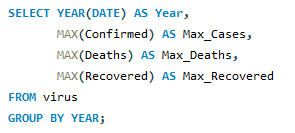 SELECT YEAR(DATE) AS Year,
MAX(Confirmed) AS Max_Cases,
MAX(Deaths) AS Max_Deaths,
MAX(Recovered) AS Max_Recovered
FROM virus
GROUP BY YEAR;